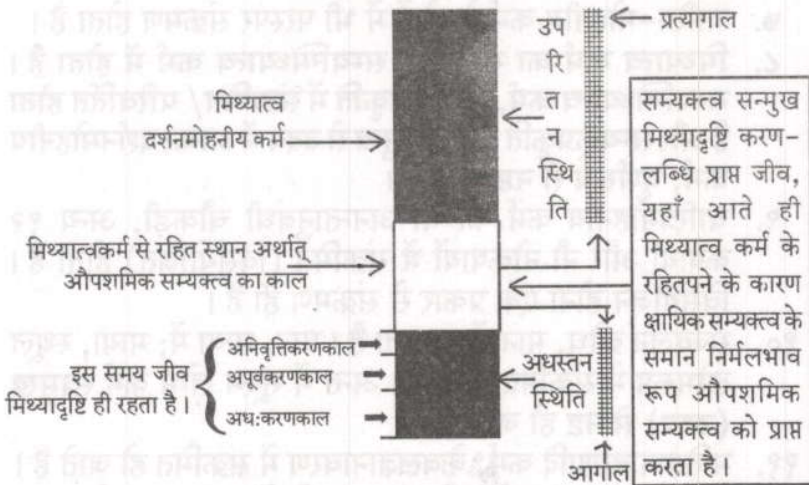 प्रत्यागाल
उप
रि
त
न
स्थि
ति
मिथ्यात्व
दर्शनमोहनीय कर्म
मिथ्यात्वकर्म से रहित स्थान अर्थात्
औपशमिक सम्यक्त्व का काल
सम्यक्त्व सन्मुख
मिथ्यादृष्टि करण-
लब्धि प्राप्त जीव,
यहाँ आते ही
मिथ्यात्व कर्म के
रहितपने के कारण
क्षायिक सम्यक्त्व के
समान निर्मलभाव
रूप औपशमिक
सम्यक्त्व को प्राप्त
करता है।
इस समय जीव
मिथ्यादृष्टि ही रहता है।
अनिवृत्तिकरणकाल
अपूर्वकरणकाल
अध:करणकाल
अधस्तन
स्थिति
आगाल